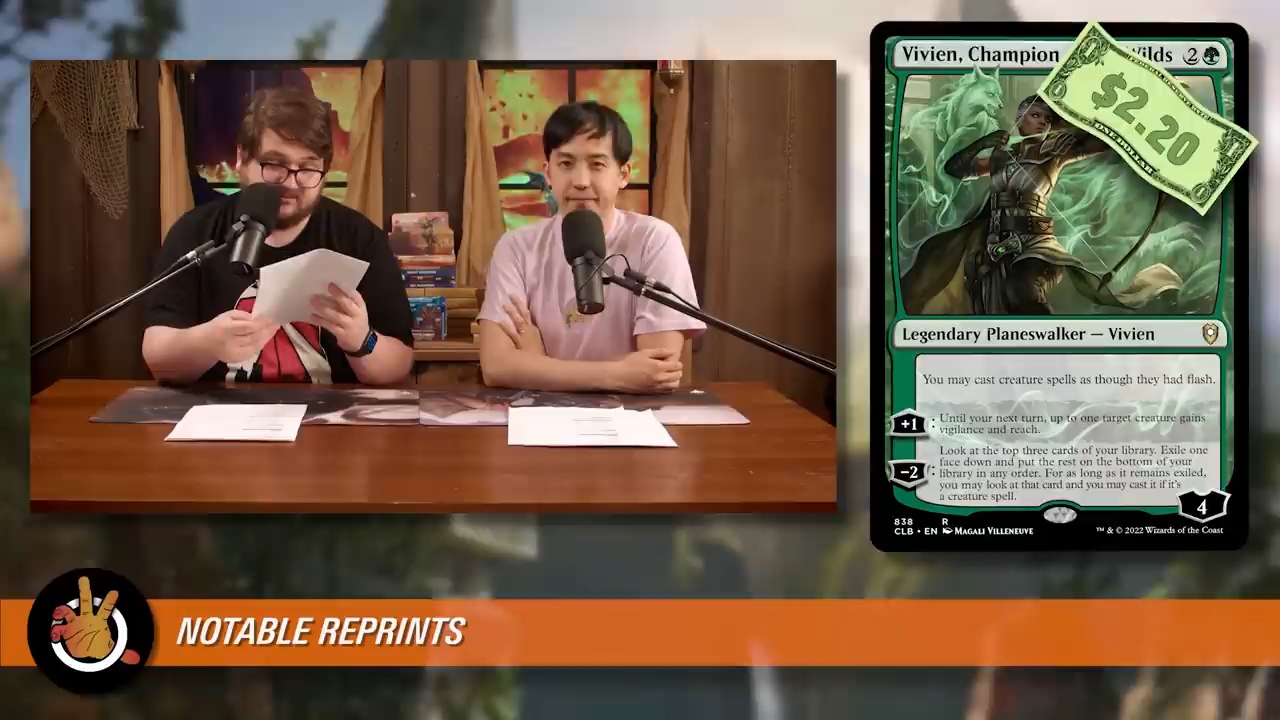 Vivien, Champion
Wilds 2
$2.20
ONE DOLLAR
Legendary Planeswalker — Vivien
You may cast creature spells as though they had flash.
+1 : Until your next turn, up to one target creature gains
vigilance and reach.
−2 : Look at the top three cards of your library. Exile one
face down and put the rest on the bottom of your
library in any order. For as long as it remains exiled,
you may look at that card and you may cast it if it's
a creature spell.
4
838 R
CLB • EN MAGALI VILLENEUVE
™ & © 2022 Wizards of the Coast
NOTABLE REPRINTS